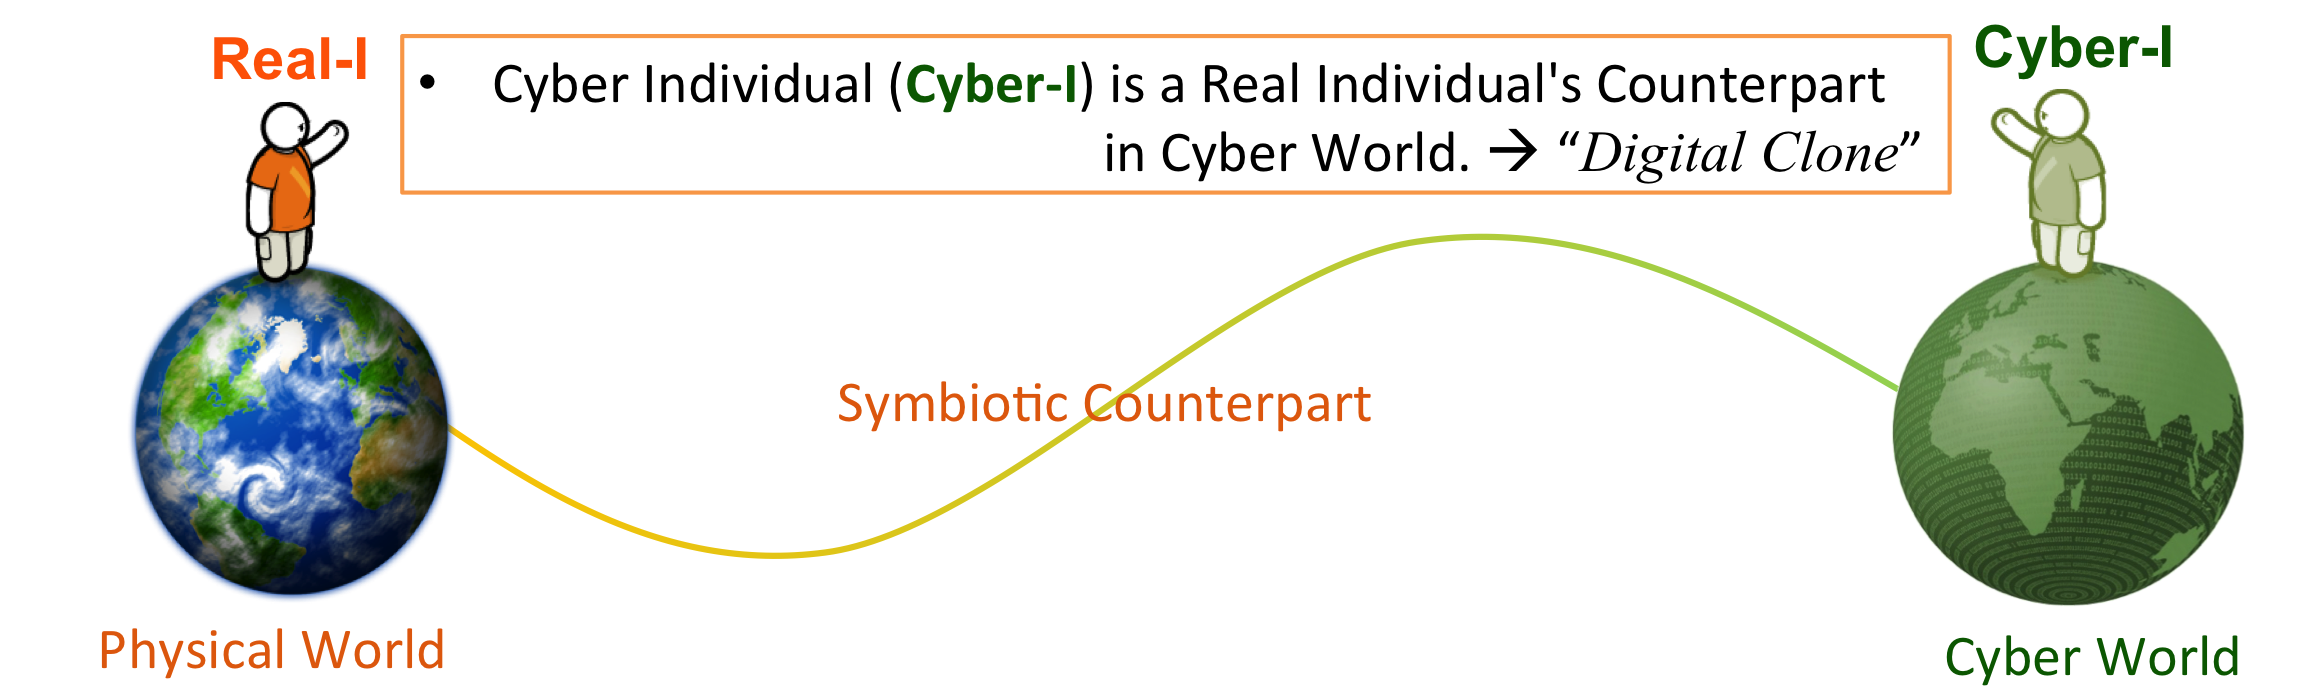 Real-I
Cyber-I
• Cyber Individual (Cyber-I) is a Real Individual's Counterpart
in Cyber World. → “Digital Clone”
Symbiotic Counterpart
Physical World
Cyber World